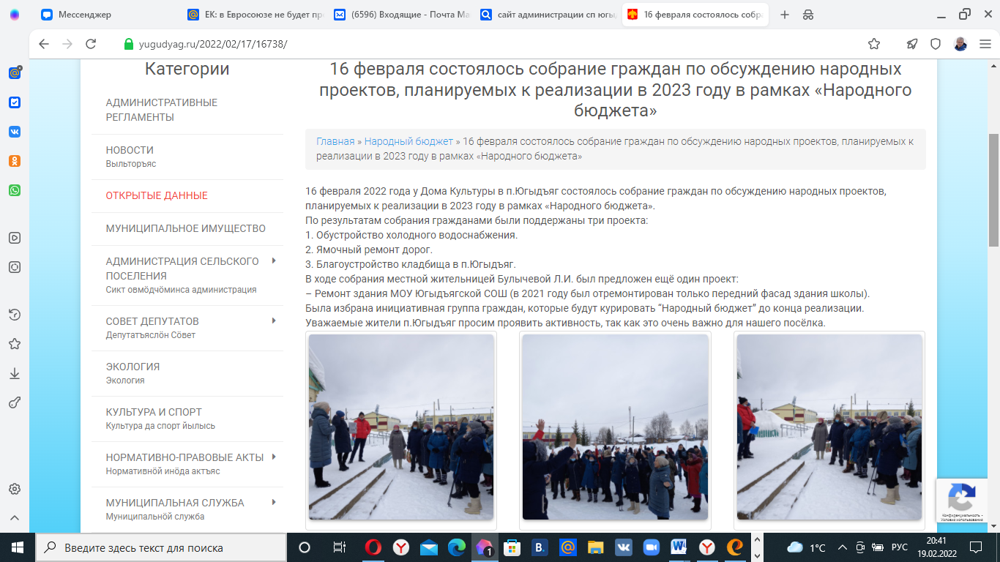 Мессенджер
ЕК: в Евросоюзе не будет пр
(6596) Входящие - Почта Ma
сайт администрации сп югы
16 февраля состоялось собр
yugudyag.ru/2022/02/17/16738/
Категории
АДМИНИСТРАТИВНЫЕ
РЕГЛАМЕНТЫ
НОВОСТИ
Выльторъяс
ОТКРЫТЫЕ ДАННЫЕ
МУНИЦИПАЛЬНОЕ ИМУЩЕСТВО
АДМИНИСТРАЦИЯ СЕЛЬСКОГО
ПОСЕЛЕНИЯ
Сикт овмӧдчӧминса администрация
СОВЕТ ДЕПУТАТОВ
Депутатъяслӧн Сӧвет
ЭКОЛОГИЯ
Экология
КУЛЬТУРА И СПОРТ
Культура да спорт йылысь
НОРМАТИВНО-ПРАВОВЫЕ АКТЫ
Нормативнӧй инӧда актъяс
МУНИЦИПАЛЬНАЯ СЛУЖБА
Муниципальнӧй служба
16 февраля состоялось собрание граждан по обсуждению народных
проектов, планируемых к реализации в 2023 году в рамках «Народного
бюджета»
Главная » Народный бюджет » 16 февраля состоялось собрание граждан по обсуждению народных проектов, планируемых к
реализации в 2023 году в рамках «Народного бюджета»
16 февраля 2022 года у Дома Культуры в п.Югыдъяг состоялось собрание граждан по обсуждению народных проектов,
планируемых к реализации в 2023 году в рамках «Народного бюджета».
По результатам собрания гражданами были поддержаны три проекта:
1. Обустройство холодного водоснабжения.
2. Ямочный ремонт дорог.
3. Благоустройство кладбища в п.Югыдъяг.
В ходе собрания местной жительницей Булычевой Л.И. был предложен ещё один проект:
– Ремонт здания МОУ Югыдъягской СОШ (в 2021 году был отремонтирован только передний фасад здания школы).
Была избрана инициативная группа граждан, которые будут курировать “Народный бюджет” до конца реализации.
Уважаемые жители п.Югыдъяг просим проявить активность, так как это очень важно для нашего посёлка.
Конфиденциальность -
Условия использования
Введите здесь текст для поиска
1
B.
W
1°C
РУС
20:41
19.02.2022